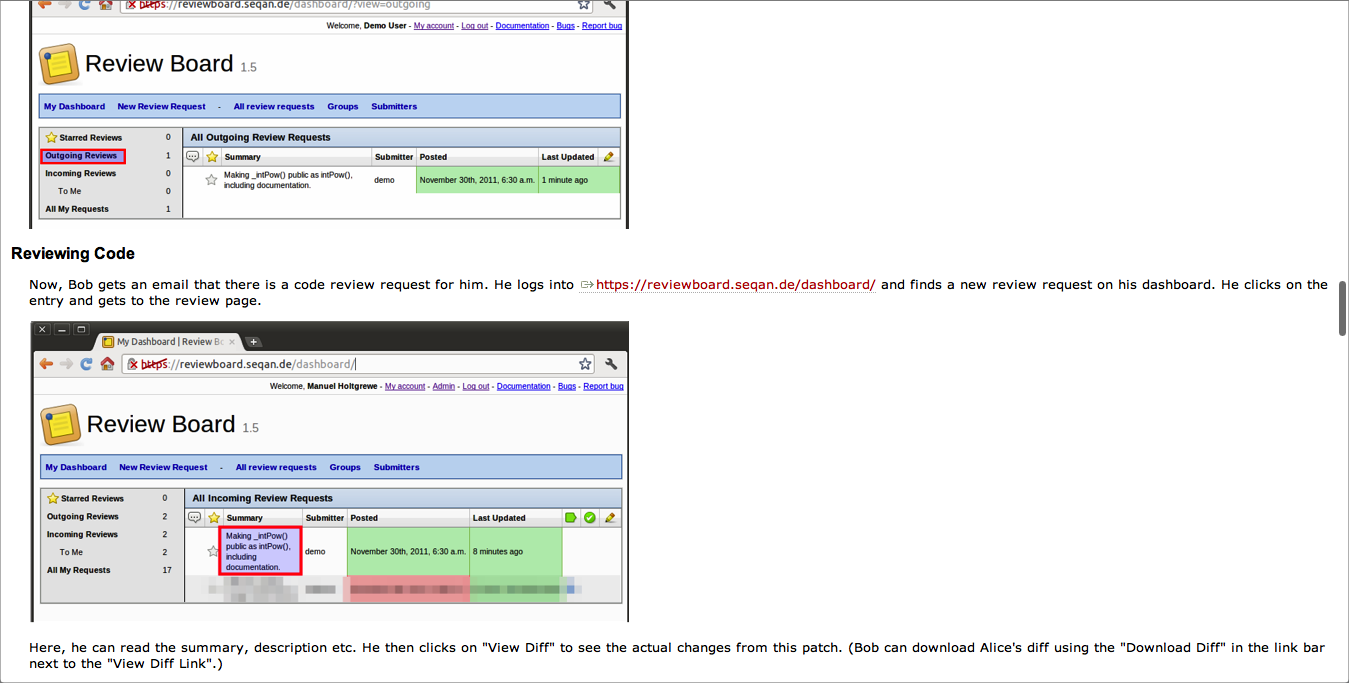 https://reviewboard.seqan.de/dashboard/?view=outgoing
Welcome, Demo User - My account - Log out - Documentation - Bugs - Report bug
Review Board 1.5
My Dashboard New Review Request - All review requests Groups Submitters
Starred Reviews 0
Outgoing Reviews 1
Incoming Reviews 0
To Me 0
All My Requests 1
All Outgoing Review Requests
Summary Submitter Posted Last Updated
Making _intPow() public as intPow(),
including documentation.
demo November 30th, 2011, 6:30 a.m. 1 minute ago
Reviewing Code
Now, Bob gets an email that there is a code review request for him. He logs into https://reviewboard.seqan.de/dashboard/ and finds a new review request on his dashboard. He clicks on the
entry and gets to the review page.
My Dashboard | Review Bo
https://reviewboard.seqan.de/dashboard/
Welcome, Manuel Holtgrewe - My account - Admin - Log out - Documentation - Bugs - Report bug
Review Board 1.5
My Dashboard New Review Request - All review requests Groups Submitters
Starred Reviews 0
Outgoing Reviews 2
Incoming Reviews 2
To Me 2
All My Requests 17
All Incoming Review Requests
Summary Submitter Posted Last Updated
Making _intPow()
public as intPow(),
including
documentation.
demo November 30th, 2011, 6:30 a.m. 8 minutes ago
Here, he can read the summary, description etc. He then clicks on "View Diff" to see the actual changes from this patch. (Bob can download Alice's diff using the "Download Diff" in the link bar
next to the "View Diff Link".)